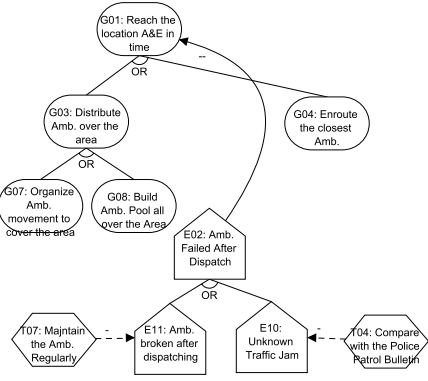 G01: Reach the
location A&E in
time
--
OR
G03: Distribute
Amb. over the
area
G04: Enroute
the closest
Amb.
OR
G07: Organize
Amb.
movement to
cover the area
G08: Build
Amb. Pool all
over the Area
E02: Amb.
Failed After
Dispatch
OR
T07: Majntain
the Amb.
Regularly
-
E11: Amb.
broken after
dispatching
E10:
Unknown
Traffic Jam
-
T04: Compare
with the Police
Patrol Bulletin